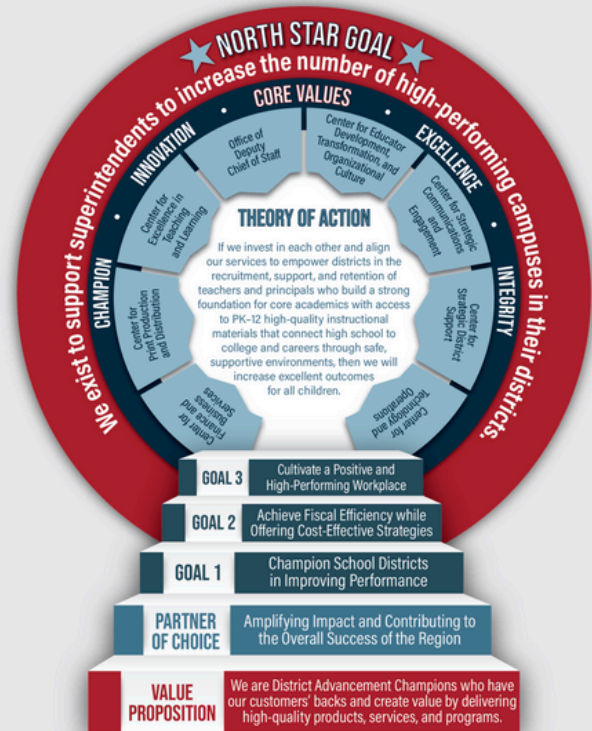 NORTH STAR GOAL
We exist to support superintendents to increase the number of high-performing campuses in their districts.
CORE VALUES
CHAMPION
INNOVATION
EXCELLENCE
INTEGRITY
Center for
Finance and
Business
Services
Center for
Print Production
and Distribution
Center for
Excellence in
Teaching
and Learning
Office of
Deputy
Chief of Staff
Center for Educator
Development,
Transformation, and
Organizational
Culture
Center for Strategic
Communications
and
Engagement
Center for
Strategic District
Support
Center for
Technology and
Operations
THEORY OF ACTION
If we invest in each other and align
our services to empower districts in the
recruitment, support, and retention of
teachers and principals who build a strong
foundation for core academics with access
to PK–12 high-quality instructional
materials that connect high school to
college and careers through safe,
supportive environments, then we will
increase excellent outcomes
for all children.
GOAL 3
Cultivate a Positive and
High-Performing Workplace
GOAL 2
Achieve Fiscal Efficiency while
Offering Cost-Effective Strategies
GOAL 1
Champion School Districts
in Improving Performance
PARTNER
OF CHOICE
Amplifying Impact and Contributing to
the Overall Success of the Region
VALUE
PROPOSITION
We are District Advancement Champions who have
our customers' backs and create value by delivering
high-quality products, services, and programs.